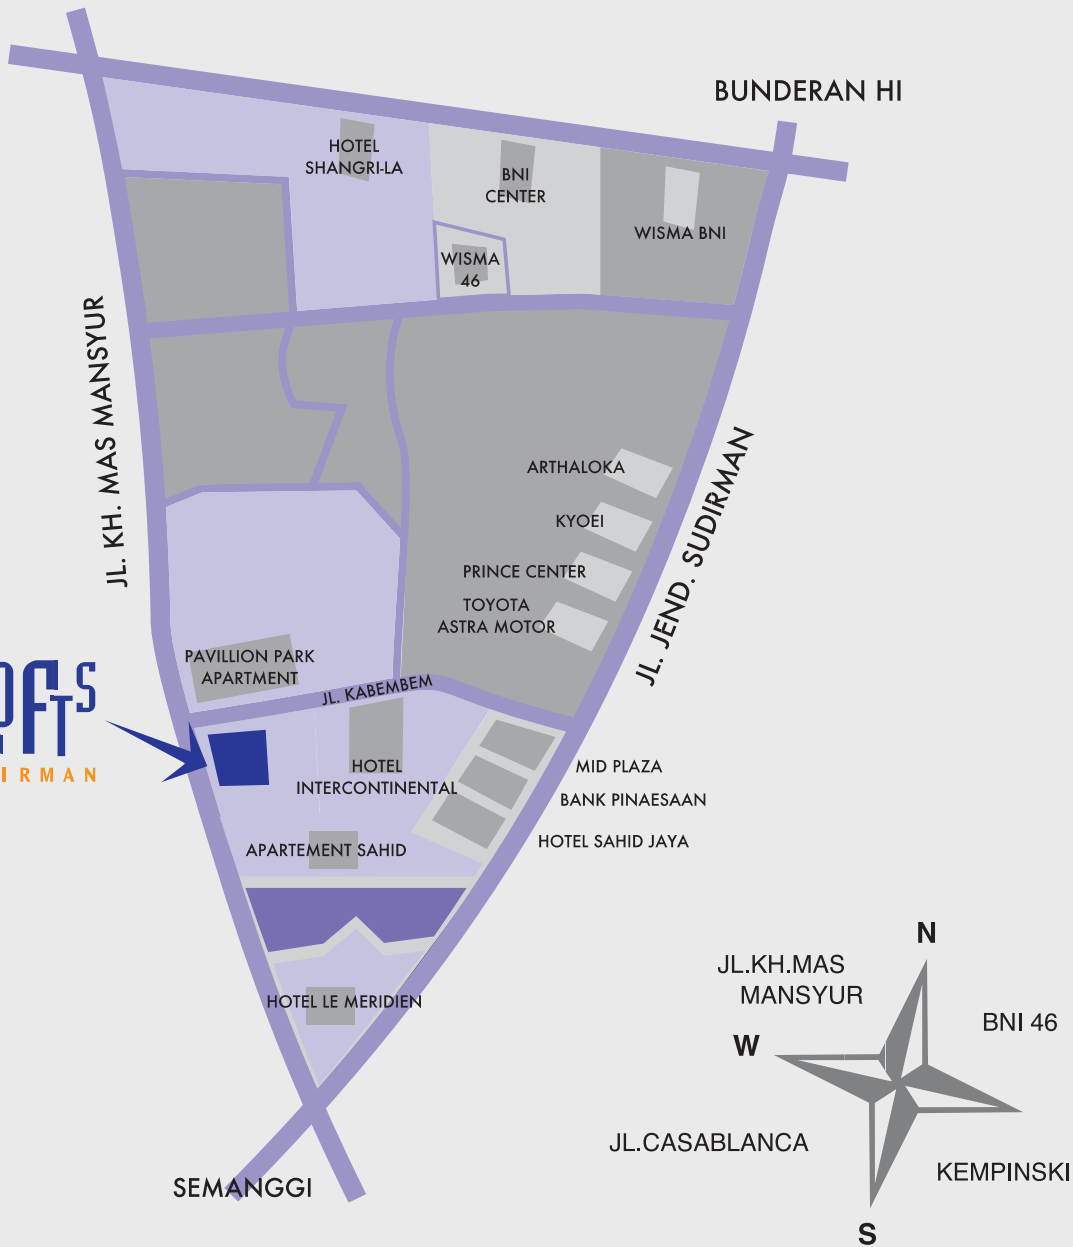 BUNDERAN HI
HOTEL
SHANGRI-LA
BNI
CENTER
WISMA BNI
WISMA
46
JL. KH. MAS MANSYUR
ARTHALOKA
KYOEI
PRINCE CENTER
TOYOTA
ASTRA MOTOR
JL. JEND. SUDIRMAN
PAVILLION PARK
APARTMENT
JL. KABEMBEM
HOTEL
INTERCONTINENTAL
MID PLAZA
BANK PINAESAAN
HOTEL SAHID JAYA
APARTEMENT SAHID
HOTEL LE MERIDIEN
SEMANGGI
N
JL.KH.MAS
MANSYUR
BNI 46
W
JL.CASABLANCA
KEMPINSKI
S